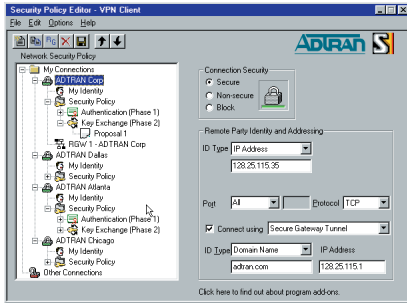 Security Policy Editor - VPN Client
File Edit Options Help
ADTRAN
Network Security Policy
My Connections
ADTRAN Corp
My Identity
Security Policy
Authentication (Phase 1)
Key Exchange (Phase 2)
Proposal 1
RGW 1 - ADTRAN Corp
ADTRAN Dallas
My Identity
Security Policy
ADTRAN Atlanta
My Identity
Security Policy
Authentication (Phase 1)
Key Exchange (Phase 2)
ADTRAN Chicago
My Identity
Security Policy
Other Connections
Connection Security
Secure
Non-secure
Block
Remote Party Identity and Addressing
ID Type IP Address
128.25.115.35
Port All Protocol TCP
Connect using Secure Gateway Tunnel
ID Type Domain Name IP Address
adtran.com 128.25.115.1
Click here to find out about program add-ons.